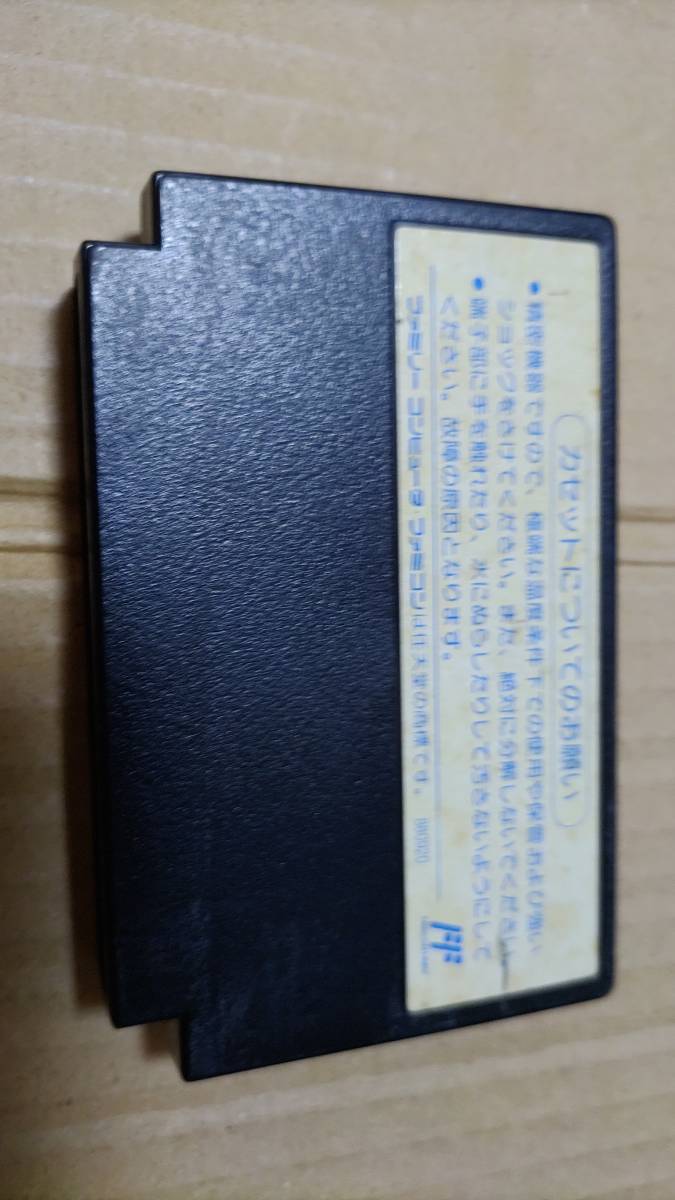 カセットについてのお願い
●精密機器ですので、極端な温度条件下での使用や保管および強い
ショックをさけてください。また、絶対に分解しないでください。
●端子部に手を触れたり、水にぬらしたりして汚さないようにして
ください。故障の原因となります。
ファミリーコンピュータ ファミコンは任天堂の商標です。
FF